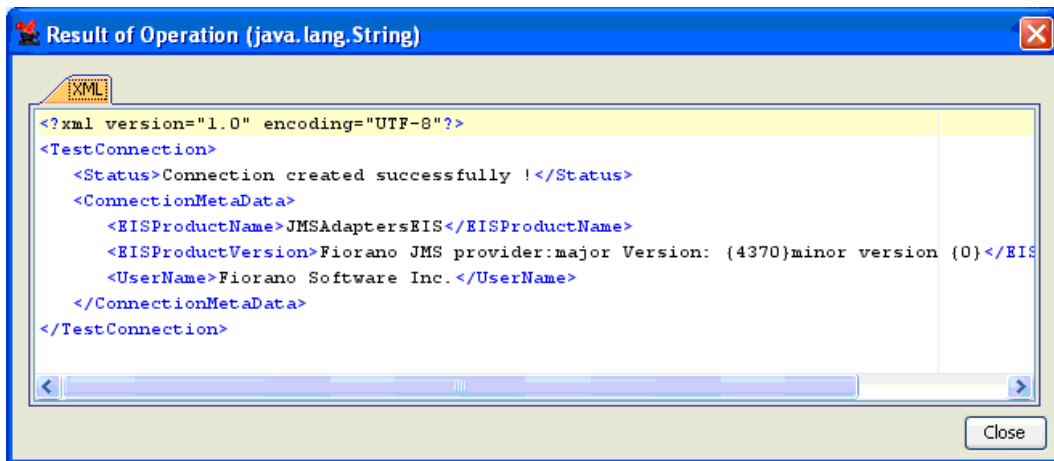 Result of Operation (java.lang.String)
XML
<?xml version="1.0" encoding="UTF-8"?>
<TestConnection>
<Status>Connection created successfully !</Status>
<ConnectionMetaData>
<EISProductName>JMSAdaptersEIS</EISProductName>
<EISProductVersion>Fiorano JMS provider:major Version: {4370}minor version {0}</EIS
<UserName>Fiorano Software Inc.</UserName>
</ConnectionMetaData>
</TestConnection>
Close